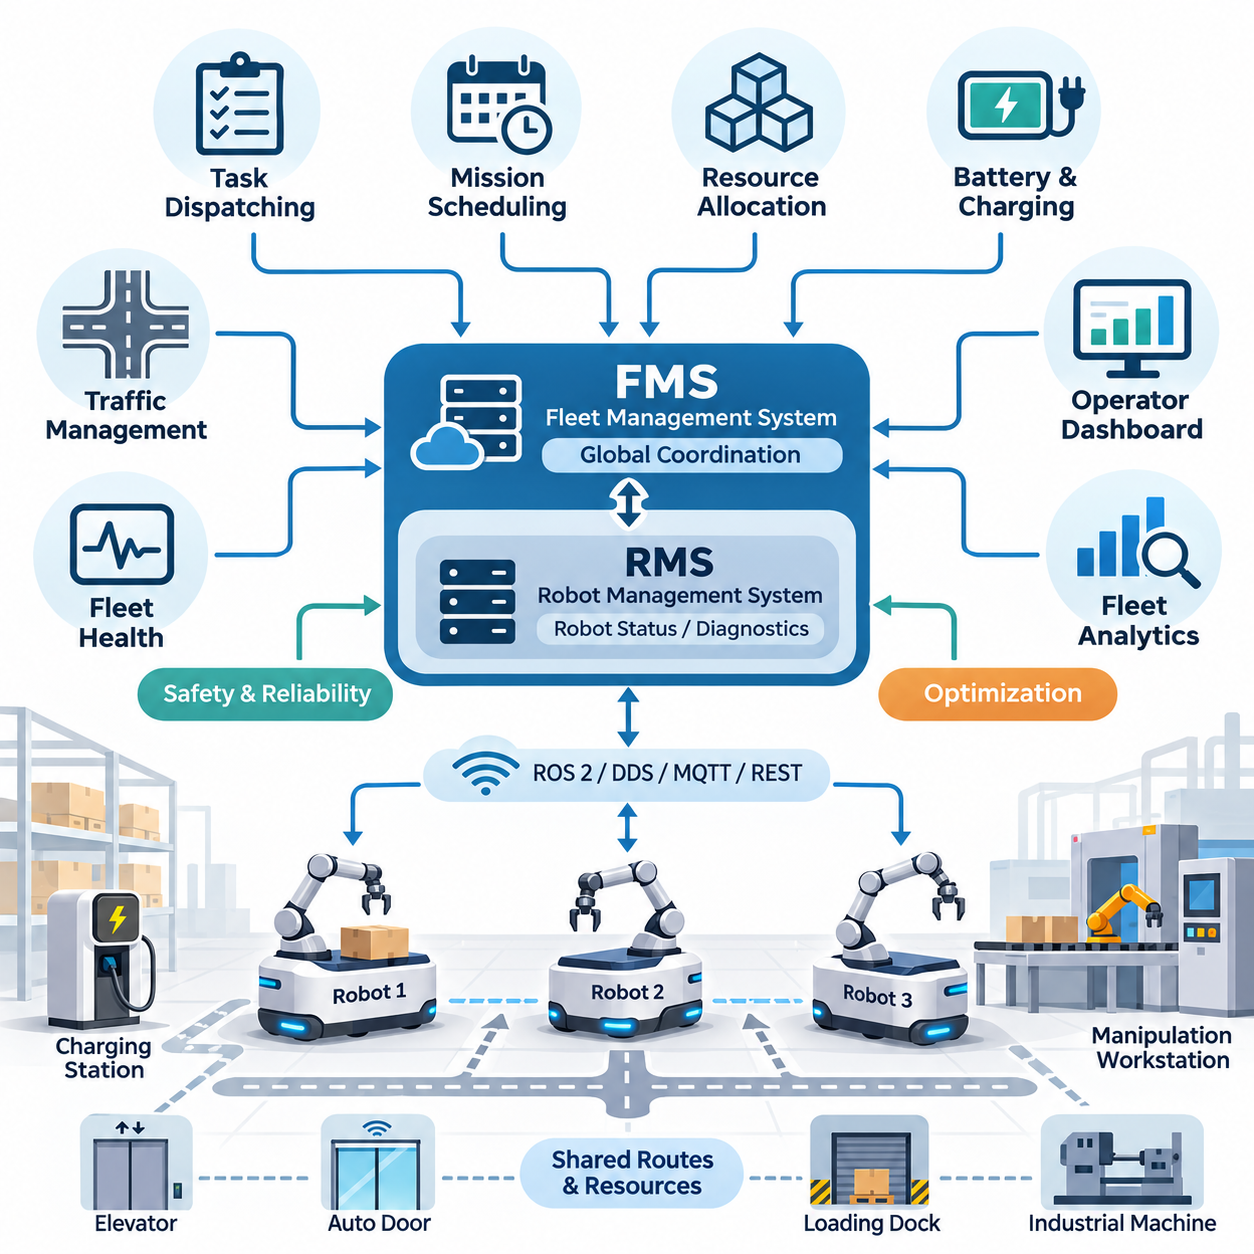 Task
Dispatching
Mission
Scheduling
Resource
Allocation
Battery &
Charging
Traffic
Management
Operator
Dashboard
FMS
Fleet Management System
Global Coordination
Fleet
Health
RMS
Robot Management System
Robot Status / Diagnostics
Fleet
Analytics
Safety & Reliability
Optimization
ROS 2 / DDS / MQTT / REST
Robot 1
Robot 2
Robot 3
Charging
Station
Manipulation
Workstation
Elevator
Auto Door
Shared Routes
& Resources
Loading Dock
Industrial Machine